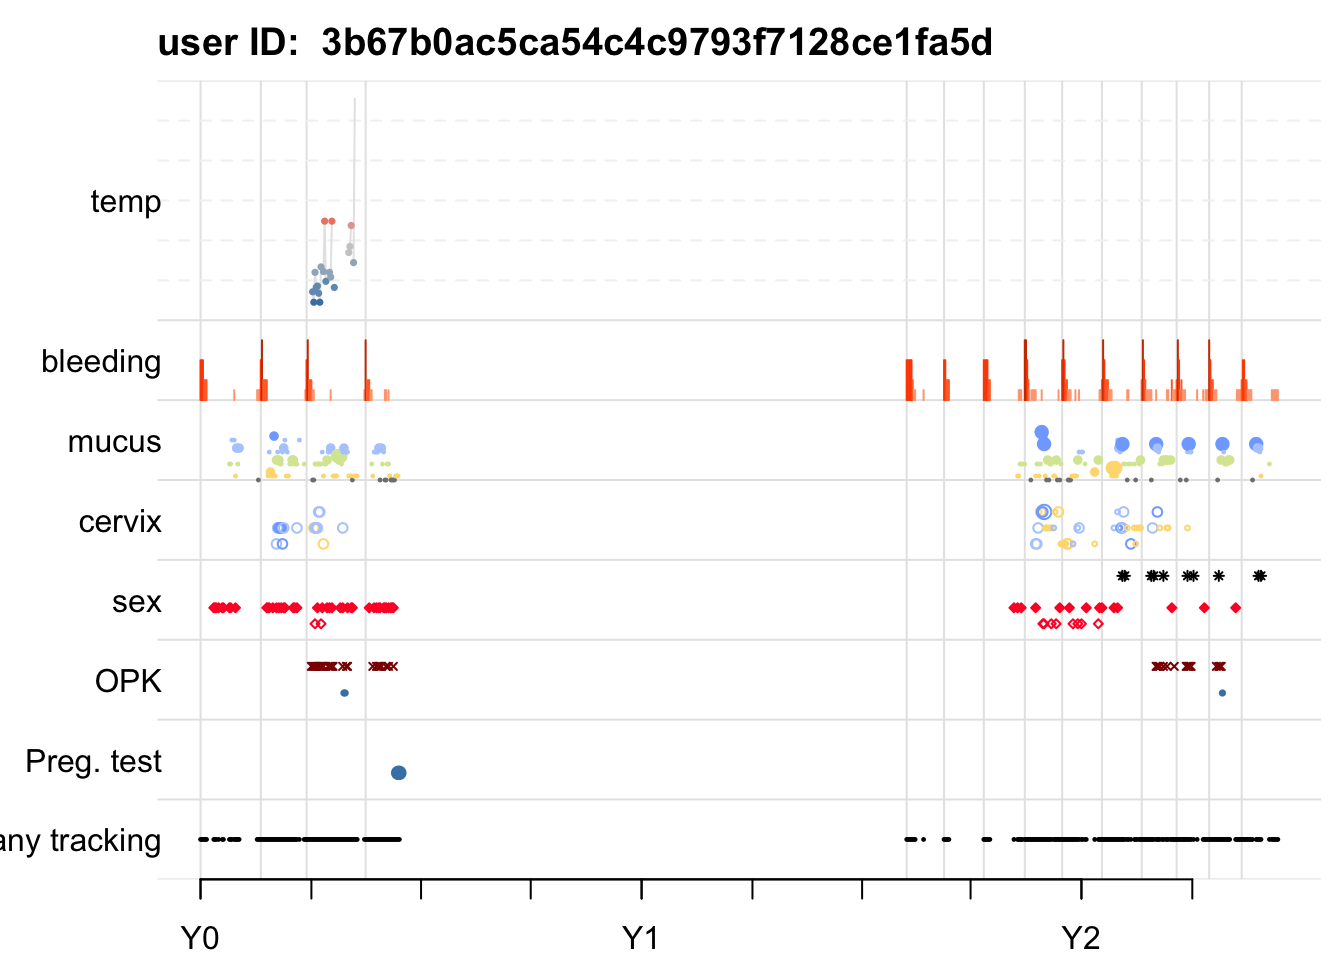 user ID:  3b67b0ac5ca54c4c9793f7128ce1fa5d
temp
bleeding
mucus
cervix
sex
OPK
Preg. test
any tracking
Y0 Y1 Y2